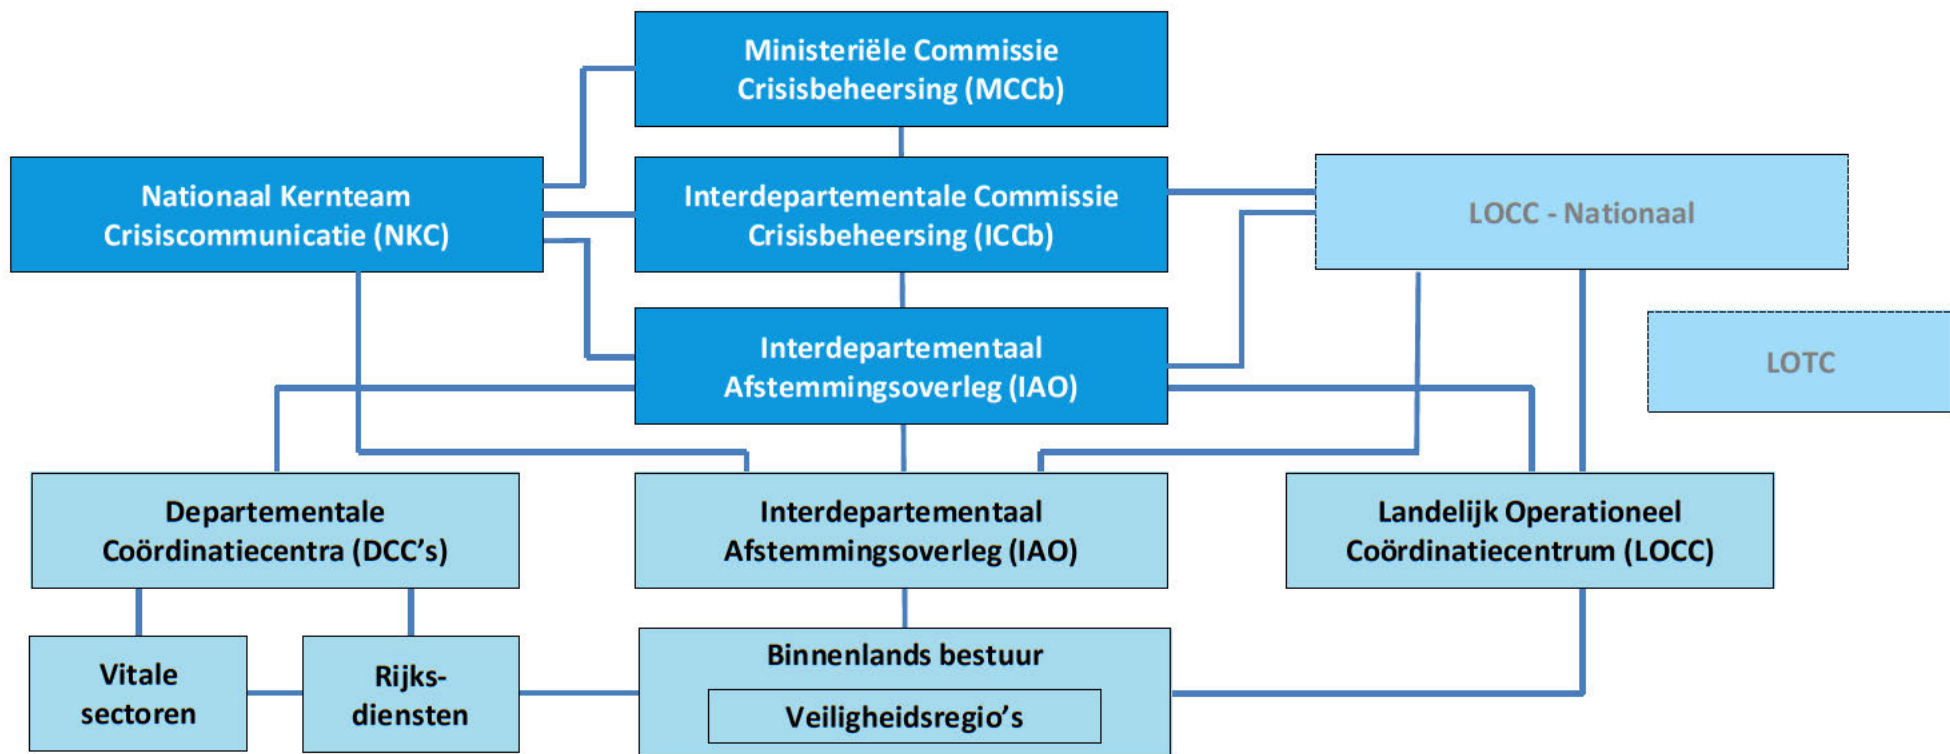 Ministeriële Commissie
Crisisbeheersing (MCCb)
Nationaal Kernteam
Crisiscommunicatie (NKC)
Interdepartementale Commissie
Crisisbeheersing (ICCb)
LOCC - Nationaal
Interdepartementaal
Afstemmingsoverleg (IAO)
LOTC
Departementale
Coördinatiecentra (DCC’s)
Interdepartementaal
Afstemmingsoverleg (IAO)
Landelijk Operationeel
Coördinatiecentrum (LOCC)
Vitale
sectoren
Rijks-
diensten
Binnenlands bestuur
Veiligheidsregio’s